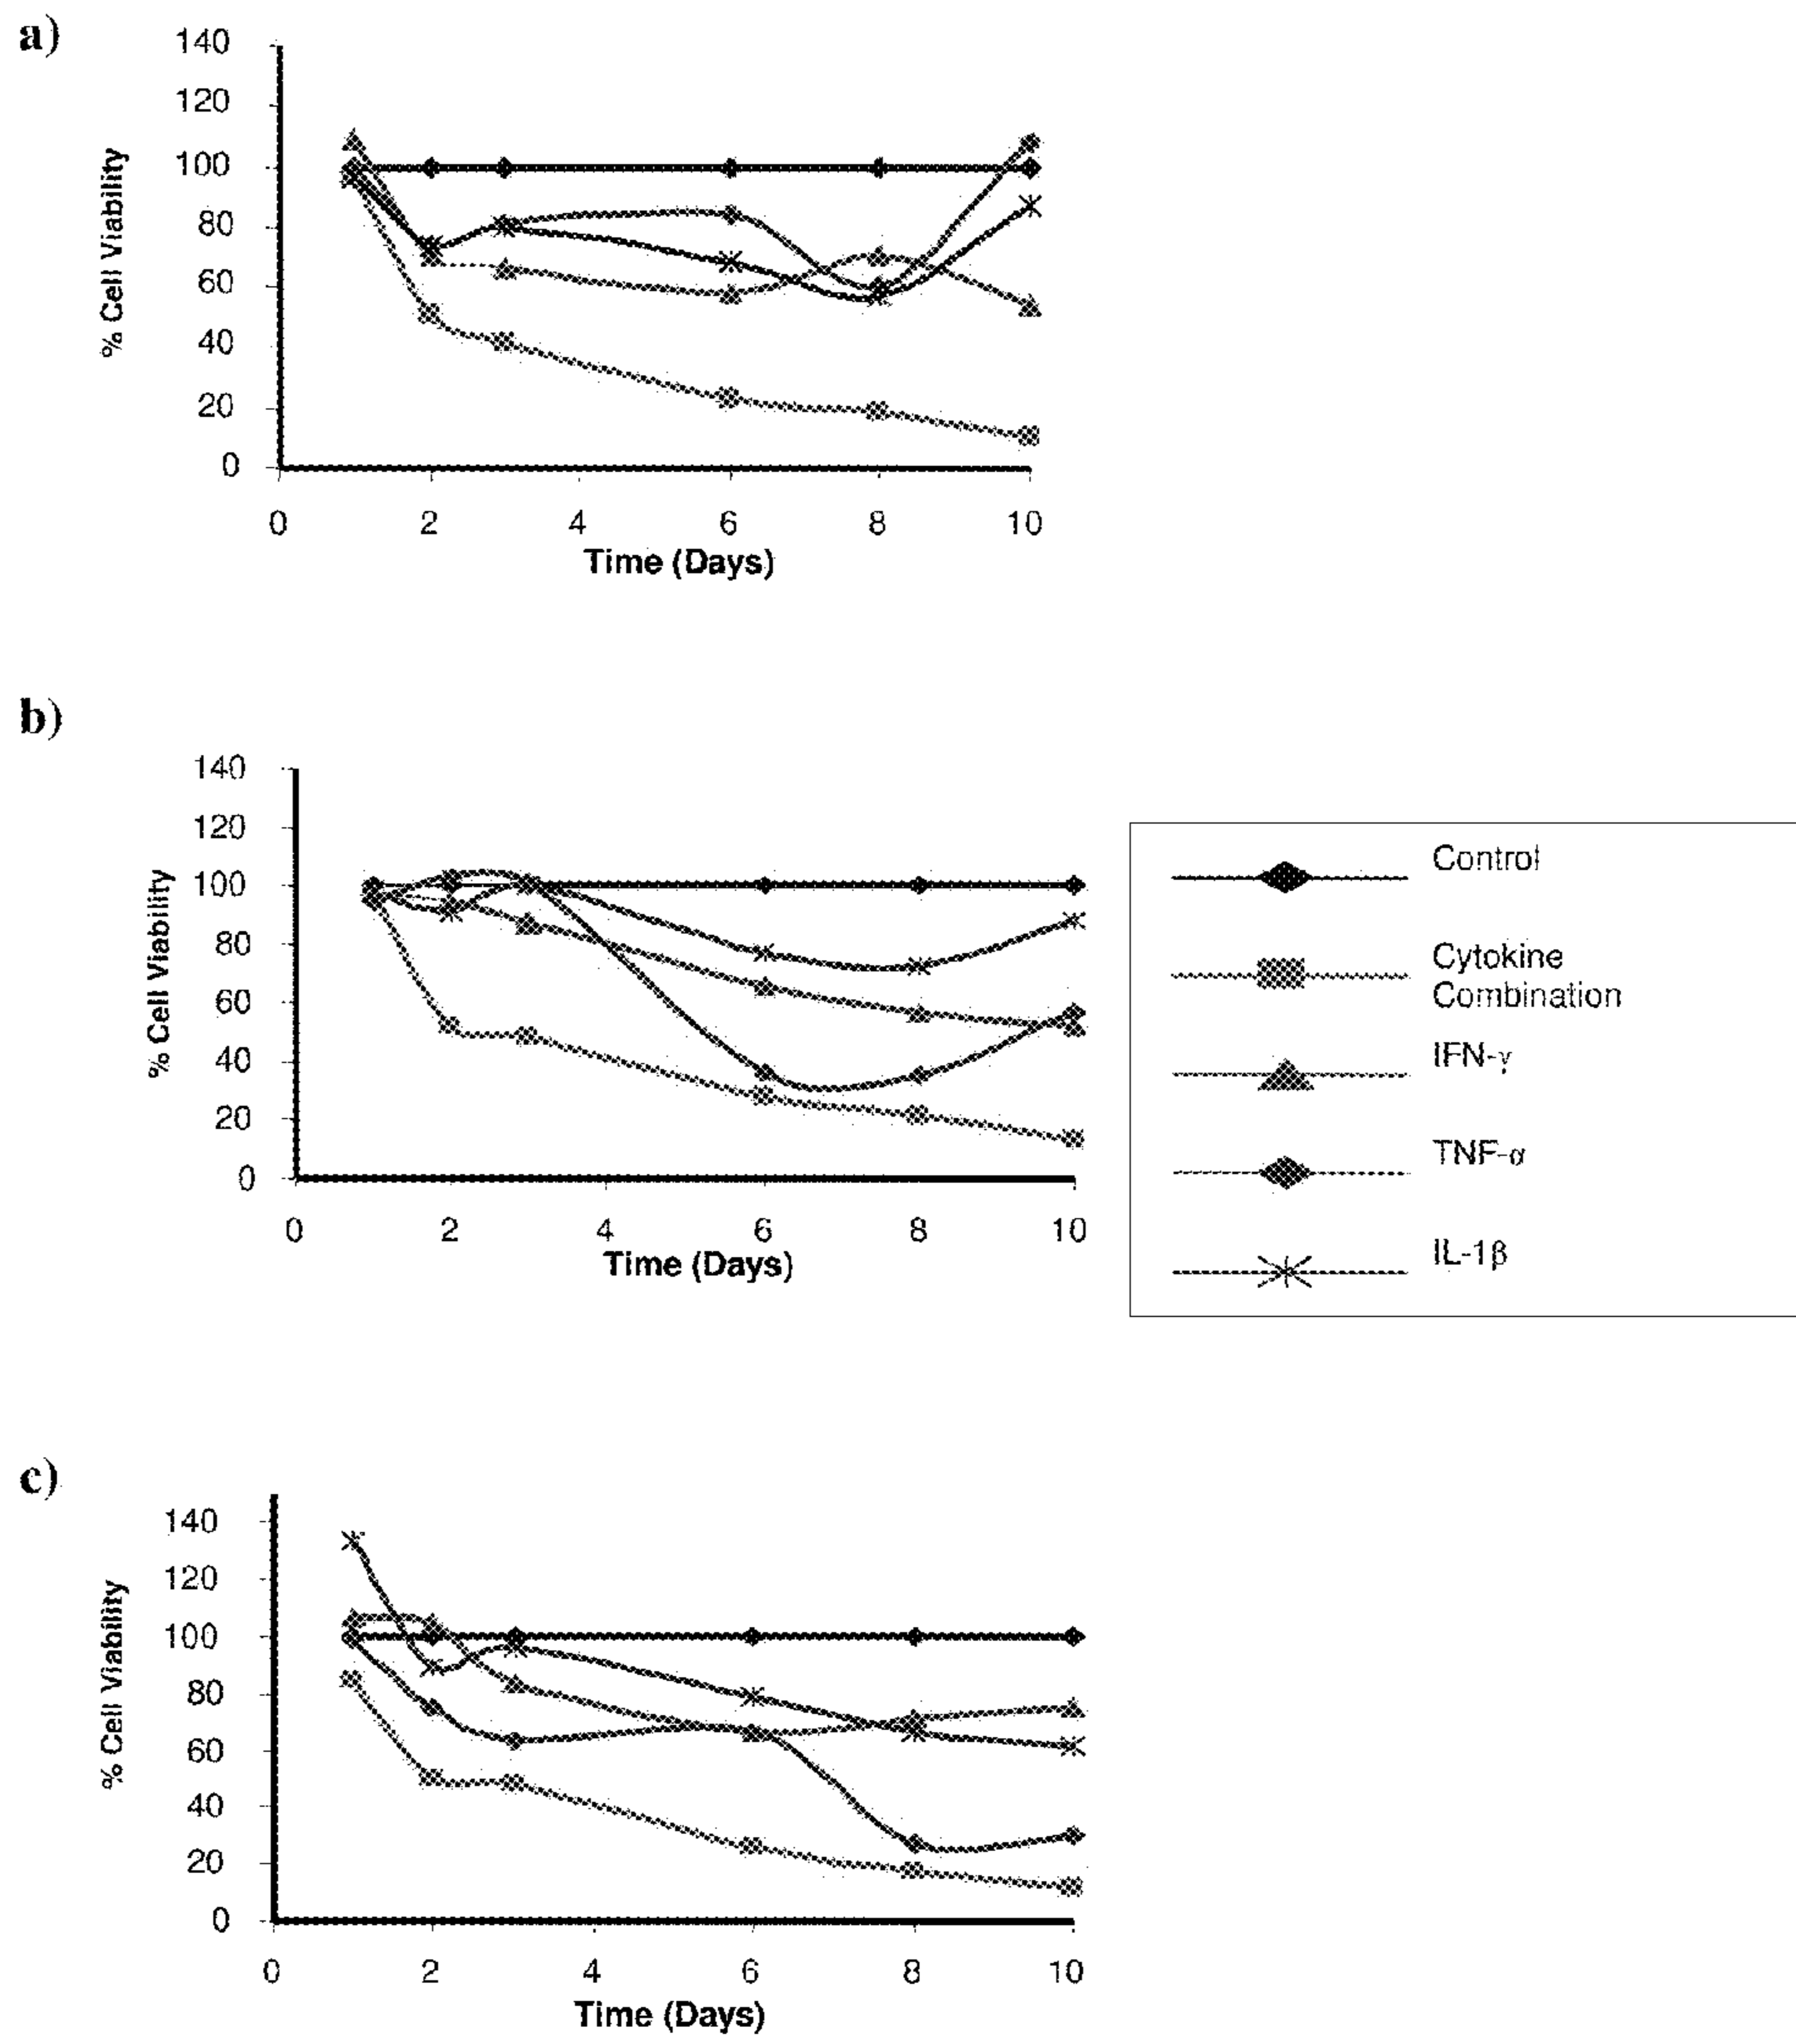 a)
140
120
100
80
60
40
20
0
% Cell Viability
0 2 4 6 8 10
Time (Days)
b)
140
120
100
80
60
40
20
0
% Cell Viability
0 2 4 6 8 10
Time (Days)
Control
Cytokine
Combination
IFN-γ
TNF-α
IL-1β
c)
140
120
100
80
60
40
20
0
% Cell Viability
0 2 4 6 8 10
Time (Days)